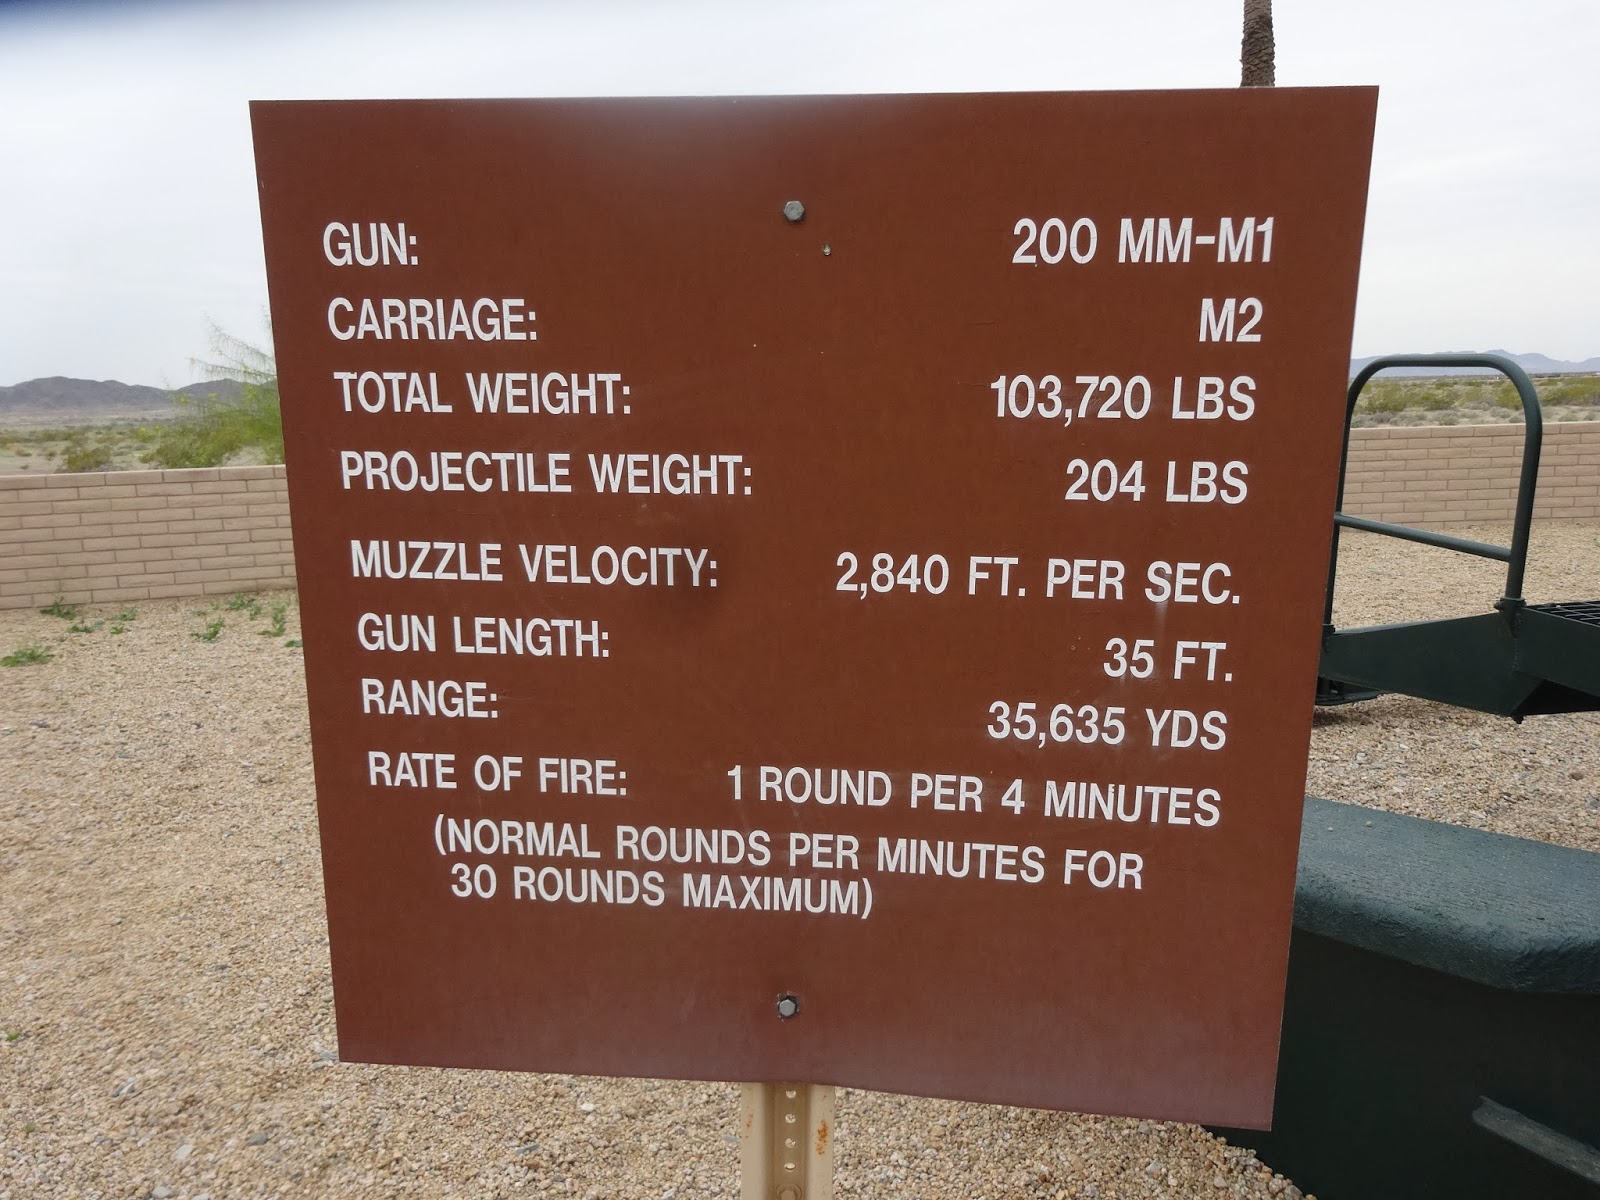 GUN: 200 MM-M1
CARRIAGE: M2
TOTAL WEIGHT: 103,720 LBS
PROJECTILE WEIGHT: 204 LBS
MUZZLE VELOCITY: 2,840 FT. PER SEC.
GUN LENGTH: 35 FT.
RANGE: 35,635 YDS
RATE OF FIRE: 1 ROUND PER 4 MINUTES
(NORMAL ROUNDS PER MINUTES FOR
30 ROUNDS MAXIMUM)